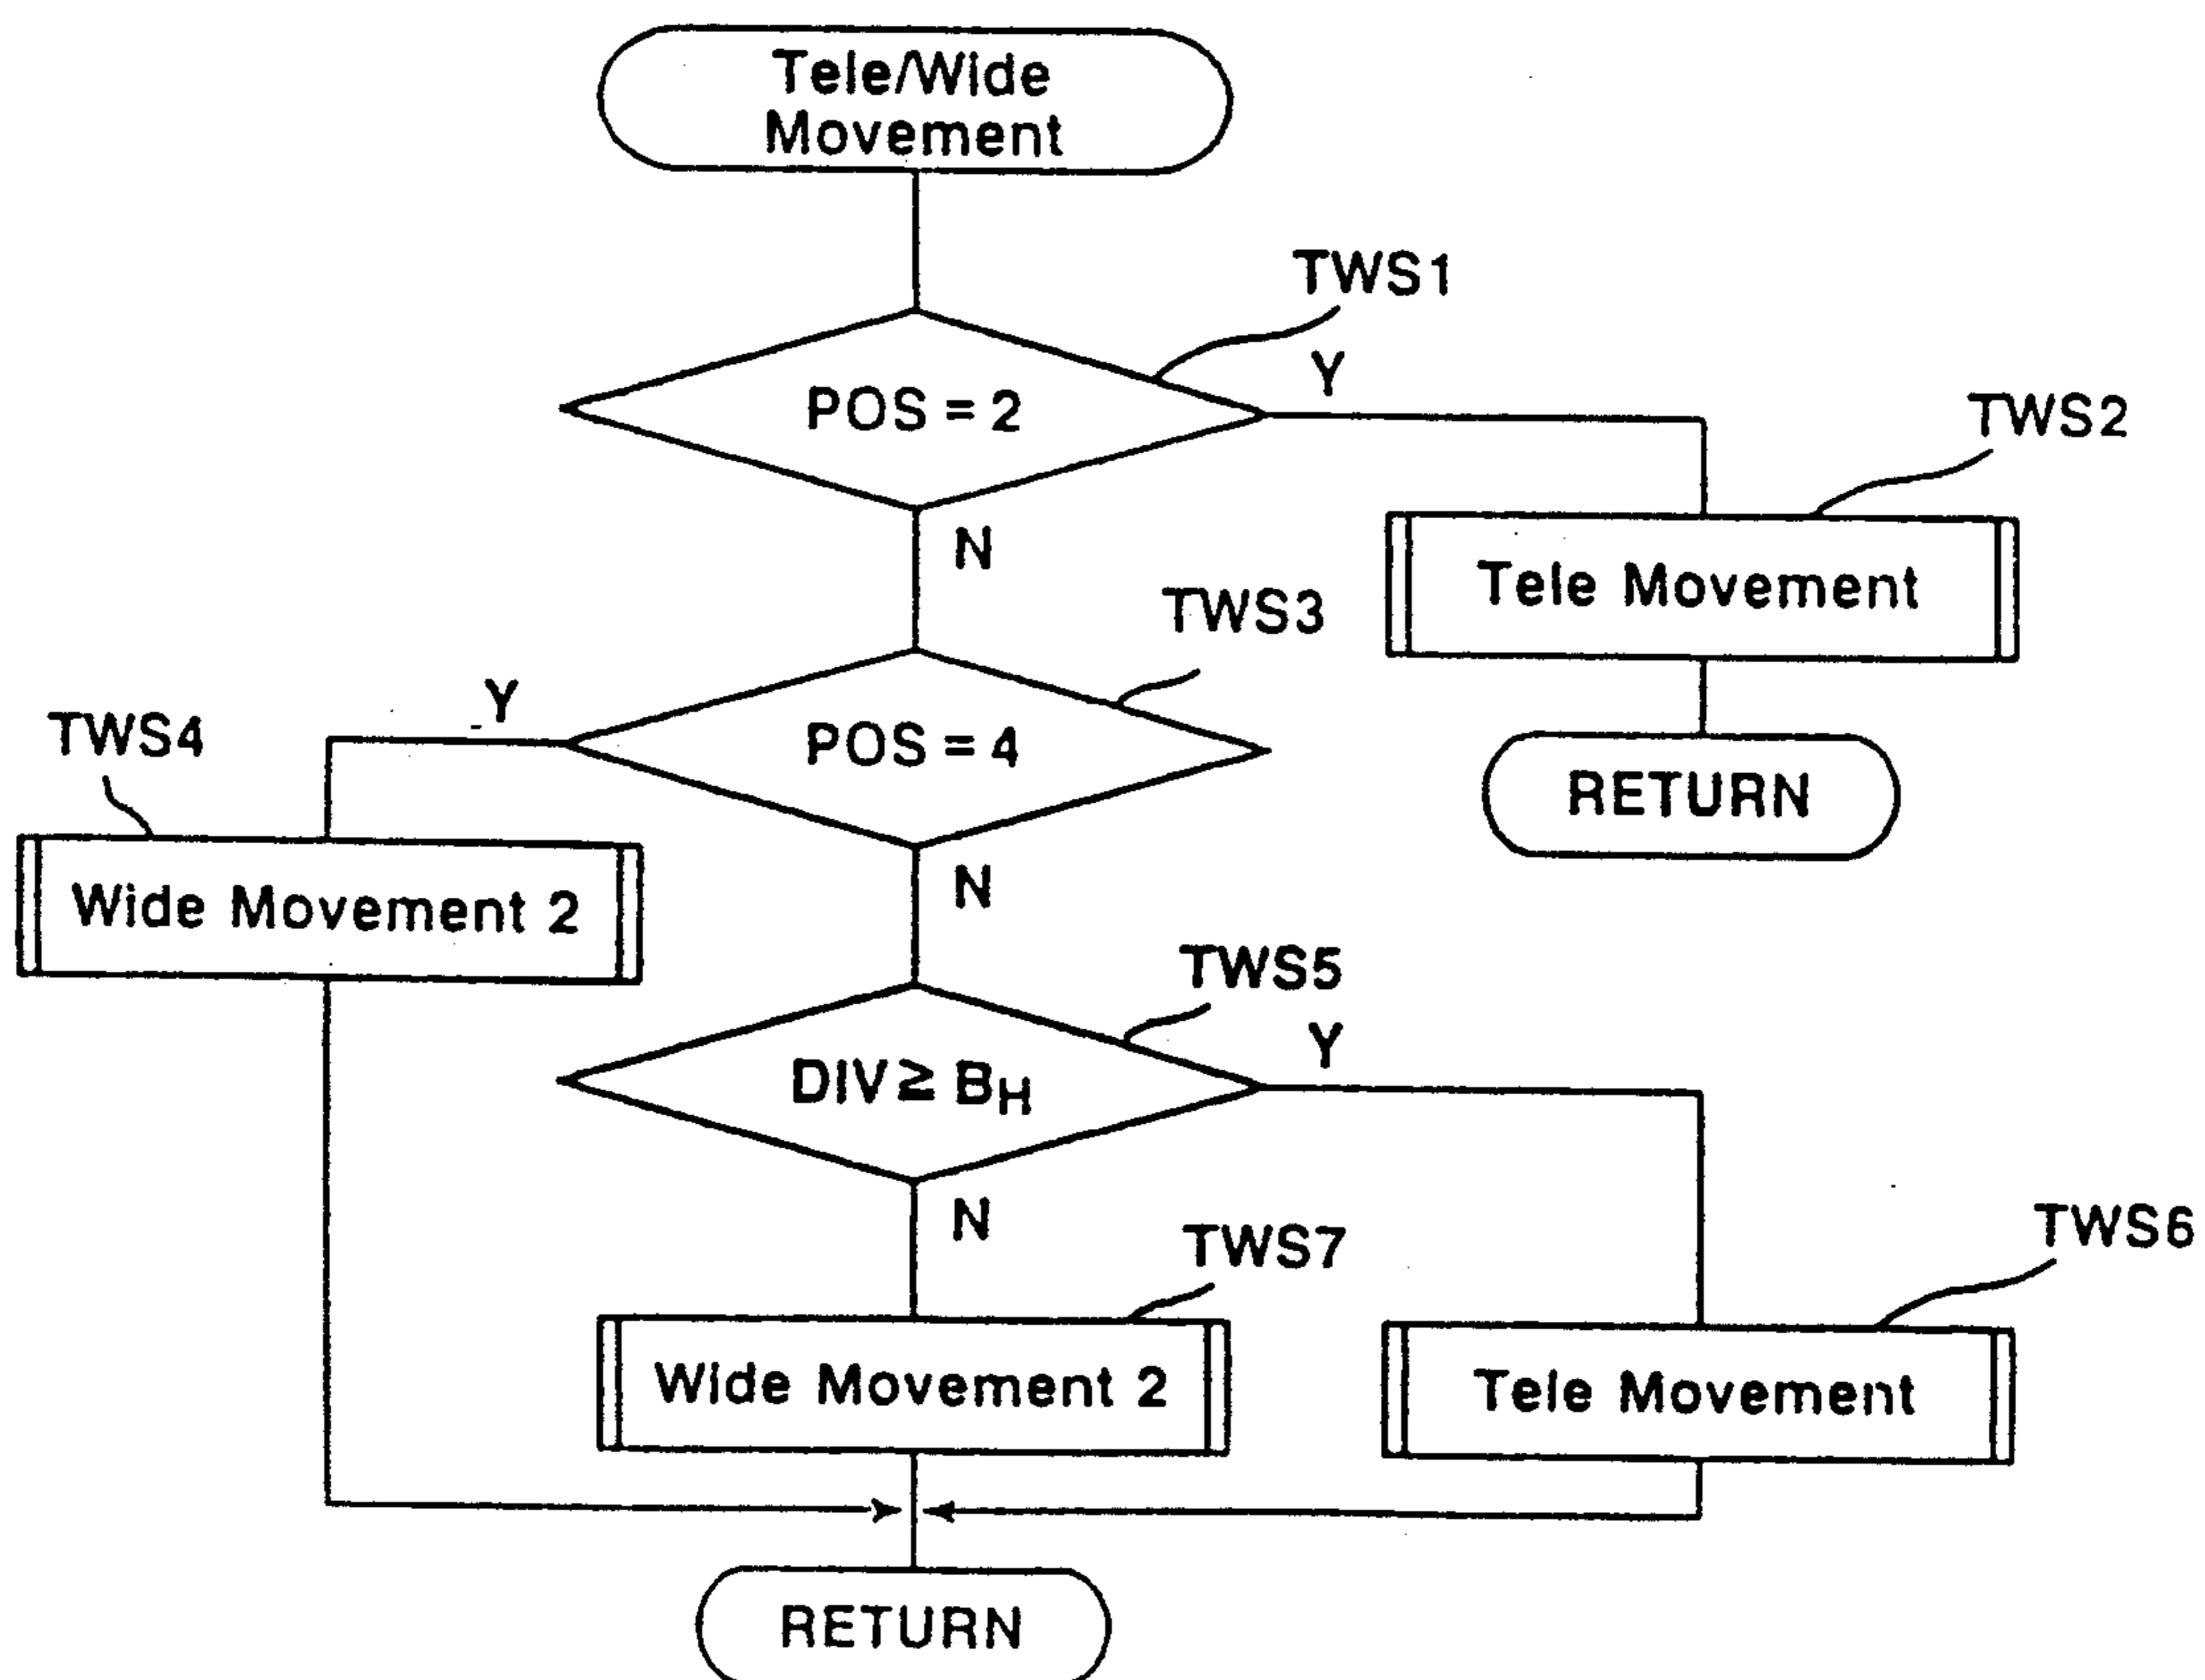 Tele/Wide
Movement
TWS1
POS = 2
Y
TWS2
N
Tele Movement
TWS3
RETURN
Y
TWS4
POS = 4
Wide Movement 2
N
TWS5
Y
DIV ≥ BH
N
TWS7
TWS6
Wide Movement 2
Tele Movement
RETURN